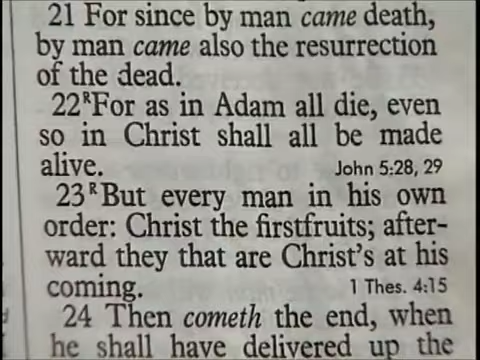 21 For since by man came death,
by man came also the resurrection
of the dead.
22 RFor as in Adam all die, even
so in Christ shall all be made
alive. John 5:28, 29
23 RBut every man in his own
order: Christ the firstfruits; after-
ward they that are Christ's at his
coming. 1 Thes. 4:15
24 Then cometh the end, when
he shall have delivered up the